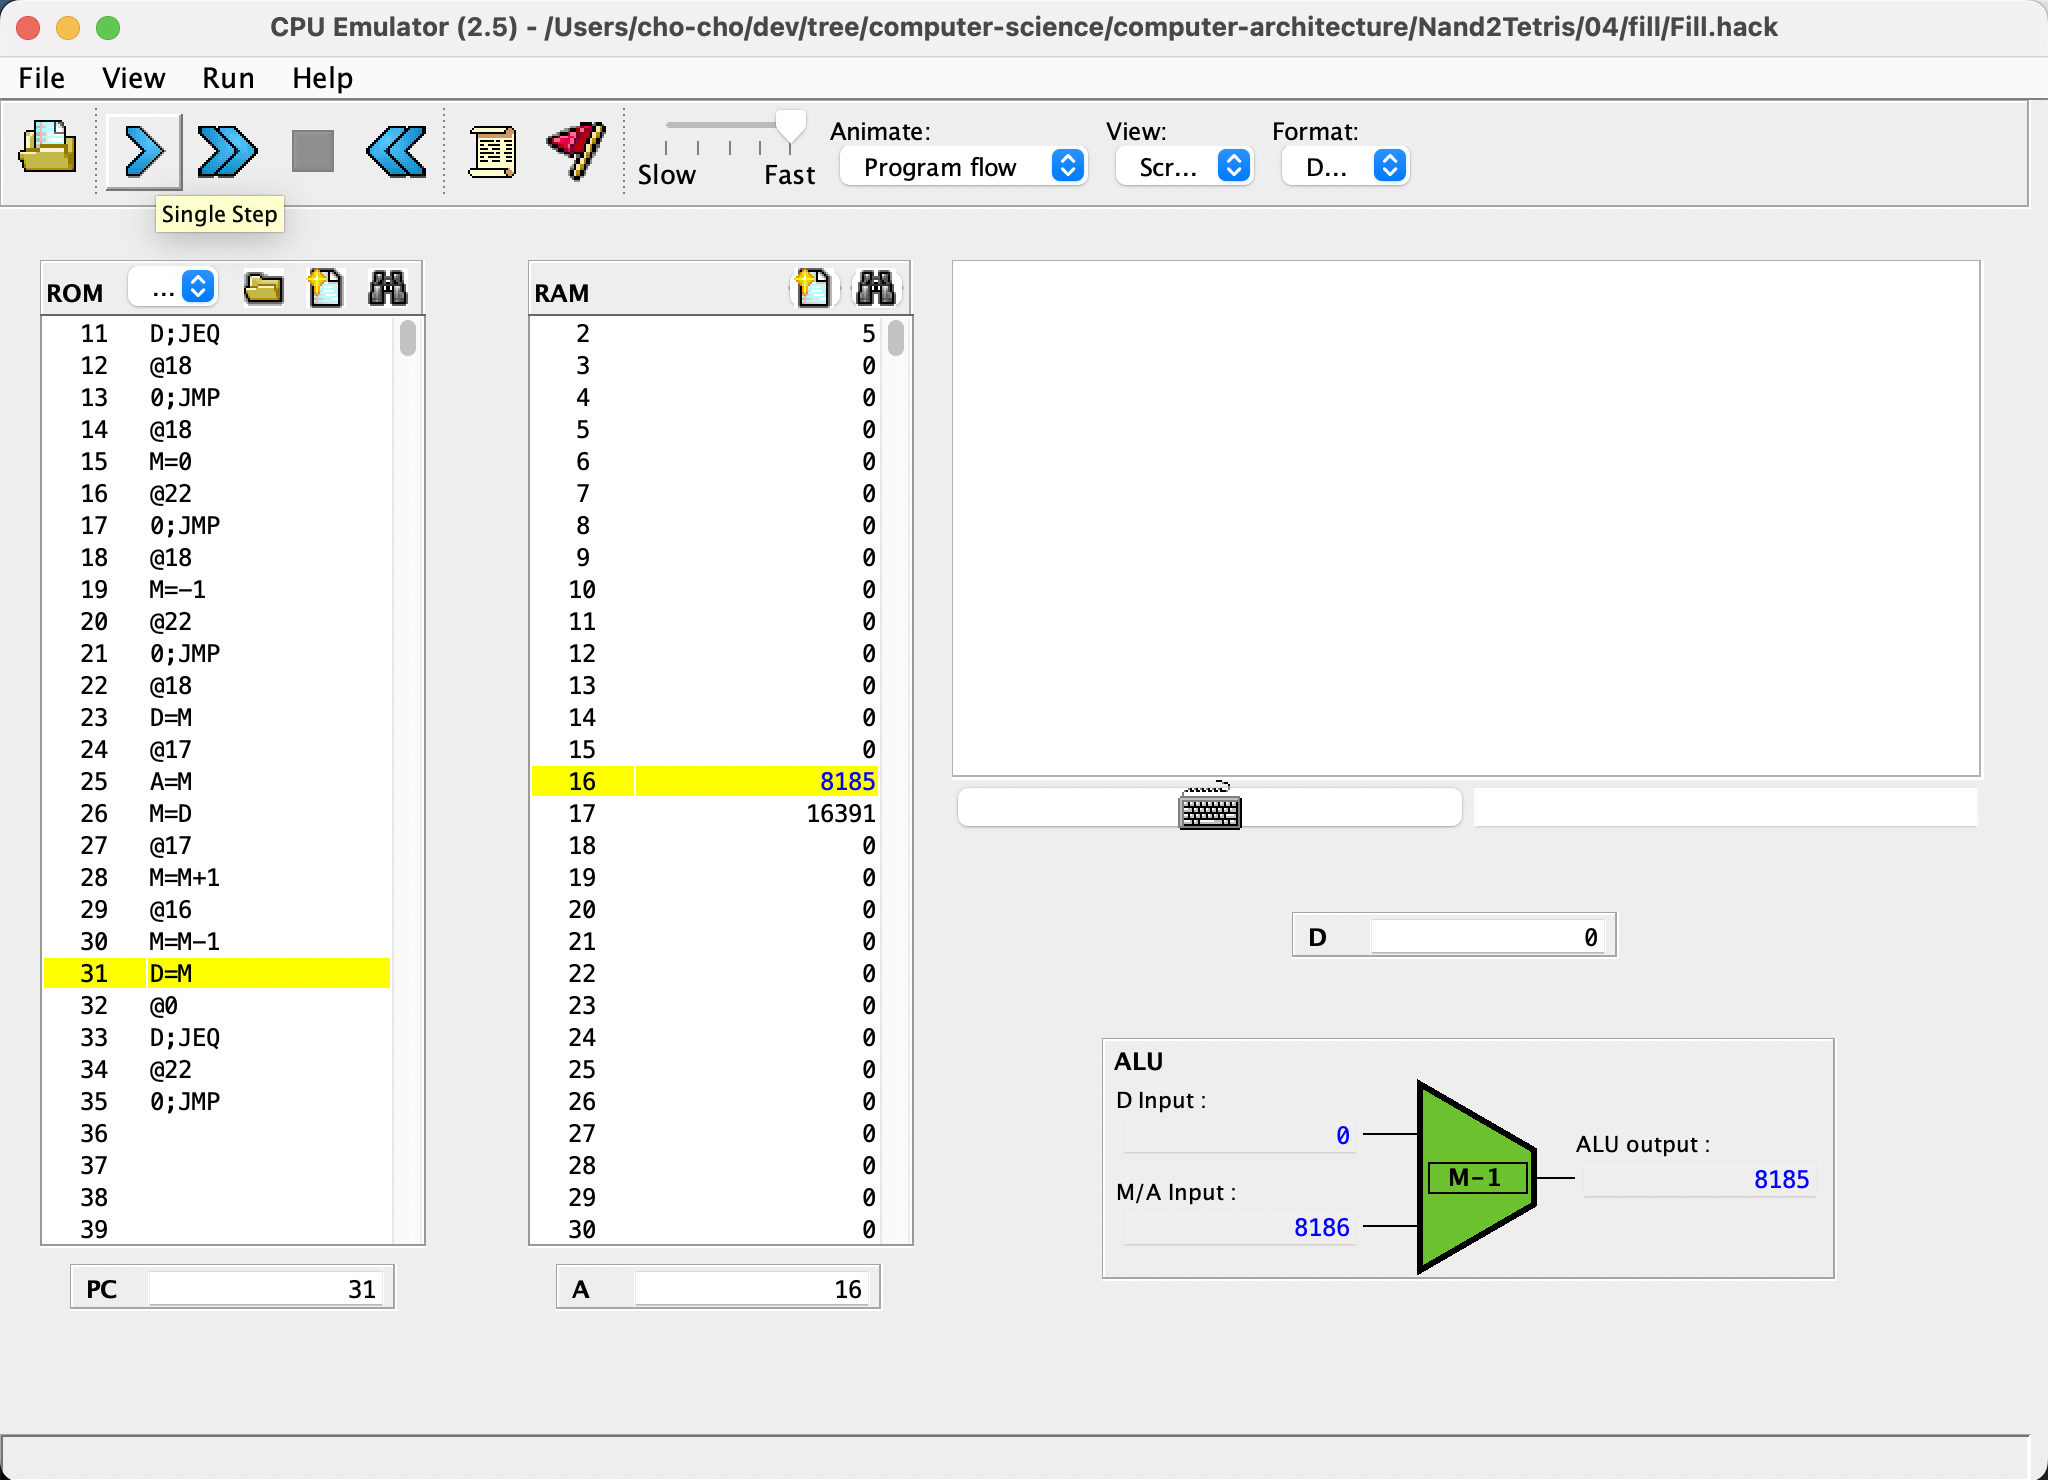 CPU Emulator (2.5) - /Users/cho-cho/dev/tree/computer-science/computer-architecture/Nand2Tetris/04/fill/Fill.hack
File View Run Help
Slow Fast
Animate:
Program flow
View:
Scr...
Format:
D...
Single Step
ROM ...
11 D;JEQ
12 @18
13 0;JMP
14 @18
15 M=0
16 @22
17 0;JMP
18 @18
19 M=-1
20 @22
21 0;JMP
22 @18
23 D=M
24 @17
25 A=M
26 M=D
27 @17
28 M=M+1
29 @16
30 M=M-1
31 D=M
32 @0
33 D;JEQ
34 @22
35 0;JMP
36
37
38
39
PC 31
RAM
2 5
3 0
4 0
5 0
6 0
7 0
8 0
9 0
10 0
11 0
12 0
13 0
14 0
15 0
16 8185
17 16391
18 0
19 0
20 0
21 0
22 0
23 0
24 0
25 0
26 0
27 0
28 0
29 0
30 0
A 16
D 0
ALU
D Input :
0
M/A Input :
8186
M-1
ALU output :
8185